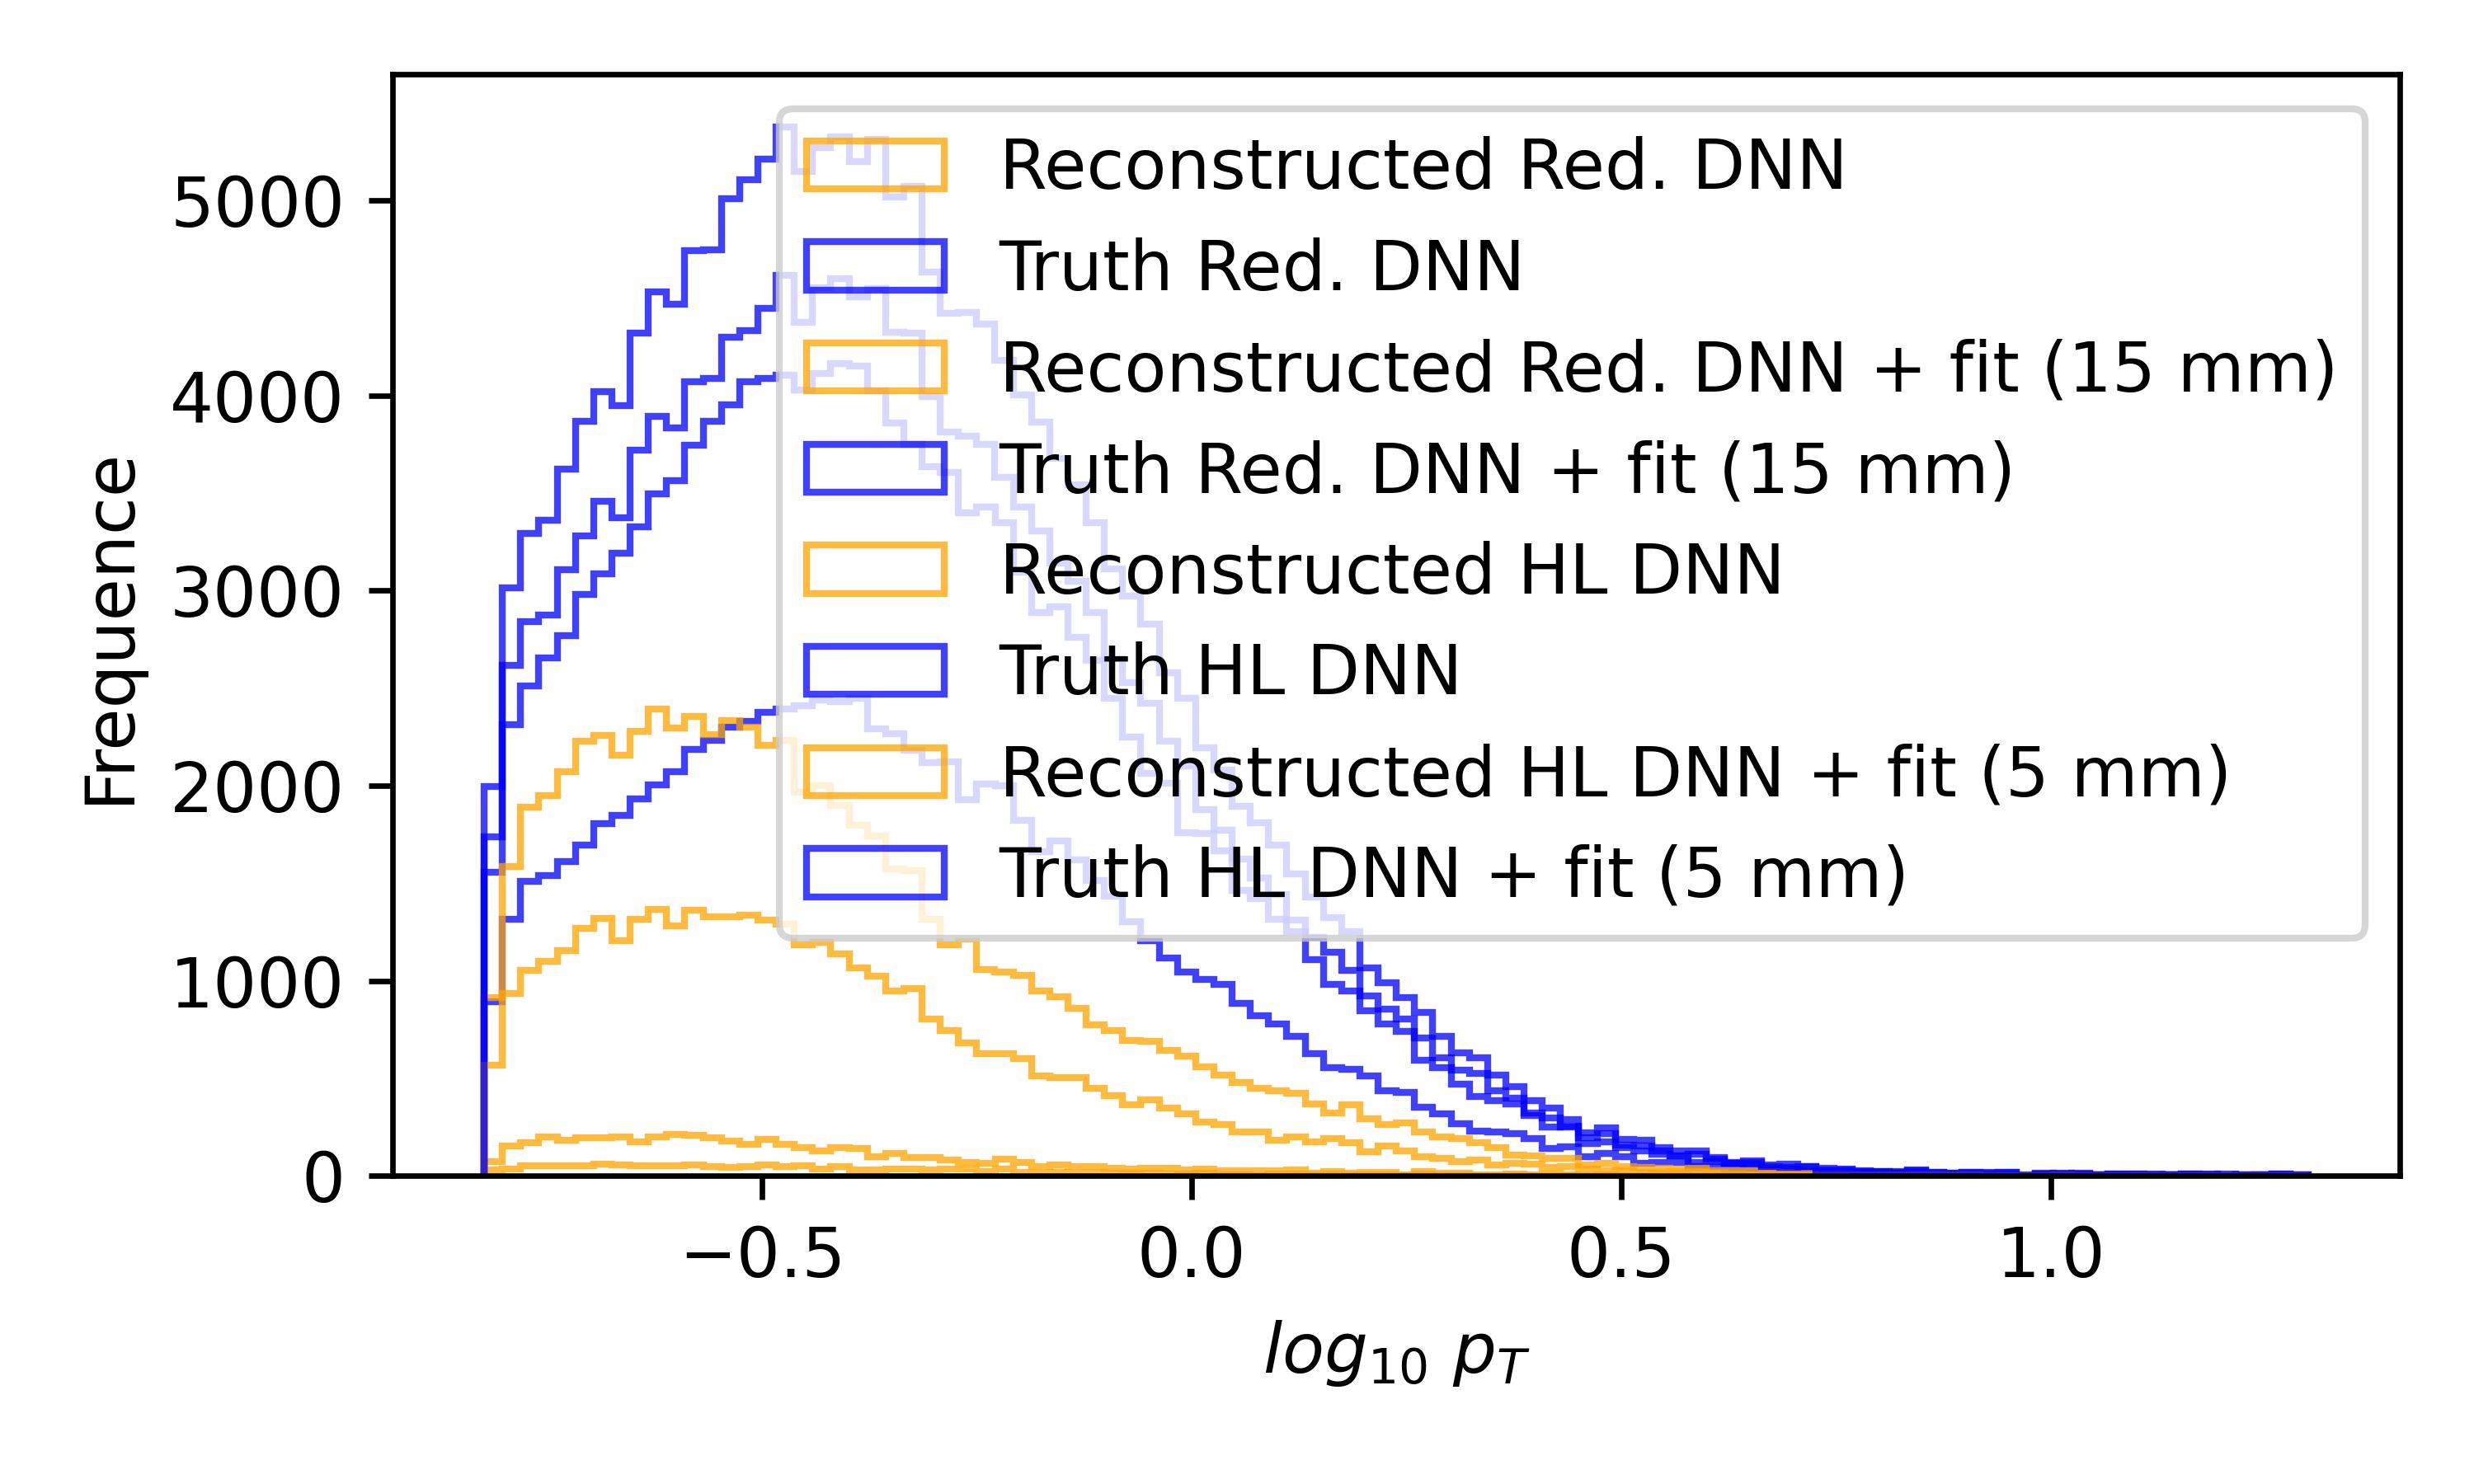 Reconstructed Red. DNN
Truth Red. DNN
Reconstructed Red. DNN + fit (15 mm)
Truth Red. DNN + fit (15 mm)
Reconstructed HL DNN
Truth HL DNN
Reconstructed HL DNN + fit (5 mm)
Truth HL DNN + fit (5 mm)
Frequence
5000
4000
3000
2000
1000
0
−0.5 0.0 0.5 1.0
log₁₀ p_T